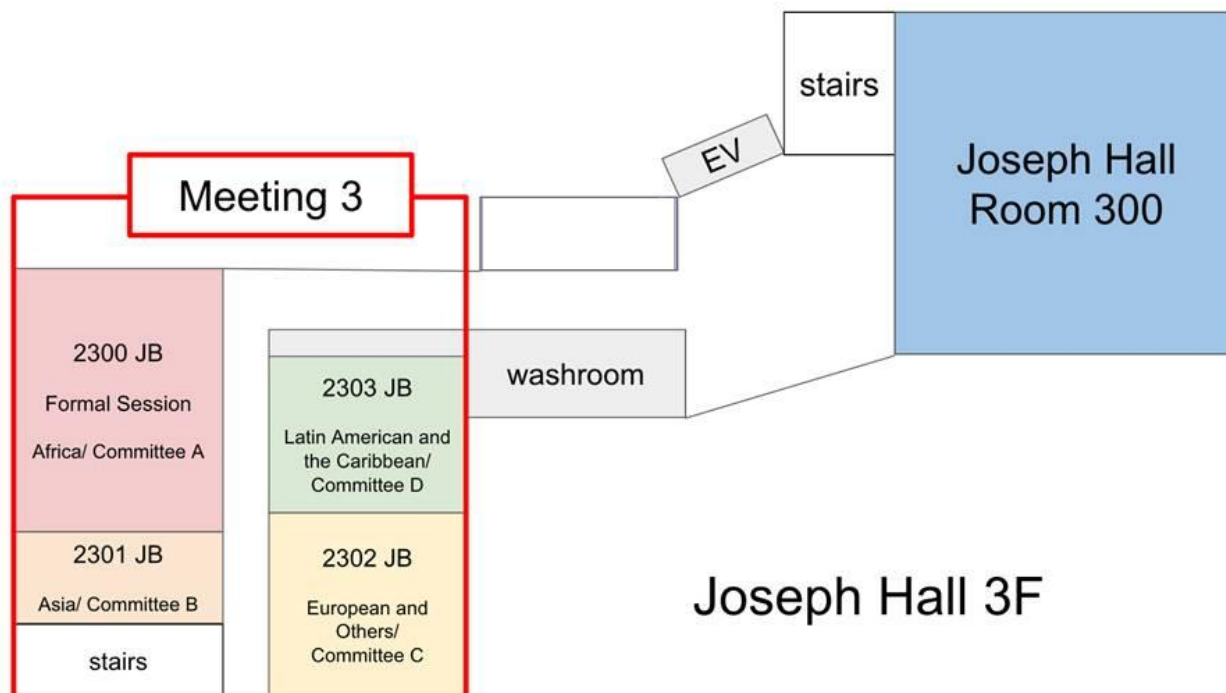 stairs
EV
Joseph Hall
Room 300
Meeting 3
2300 JB
Formal Session
Africa/ Committee A
2303 JB
Latin American and
the Caribbean/
Committee D
washroom
2301 JB
Asia/ Committee B
2302 JB
European and
Others/
Committee C
stairs
Joseph Hall 3F